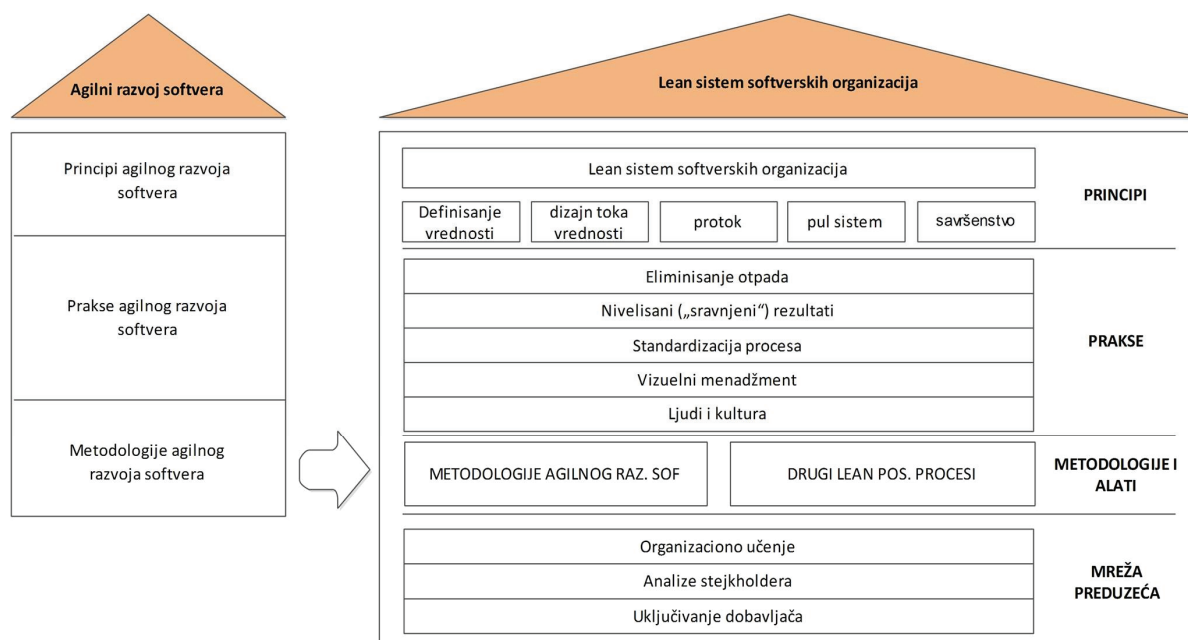 Agilni razvoj softvera
Principi agilnog razvoja
softvera
Prakse agilnog razvoja
softvera
Metodologije agilnog
razvoja softvera
Lean sistem softverskih organizacija
Lean sistem softverskih organizacija
Definisanje
vrednosti
dizajn toka
vrednosti
protok
pul sistem
savršenstvo
PRINCIPI
Eliminisanje otpada
Nivelisani („sravnjeni“) rezultati
Standardizacija procesa
Vizuelni menadžment
Ljudi i kultura
PRAKSE
METODOLOGIJE AGILNOG RAZ. SOF
DRUGI LEAN POS. PROCESI
METODOLOGIJE I
ALATI
Organizaciono učenje
Analize stejkholdera
Uključivanje dobavljača
MREŽA
PREDUZEĆA